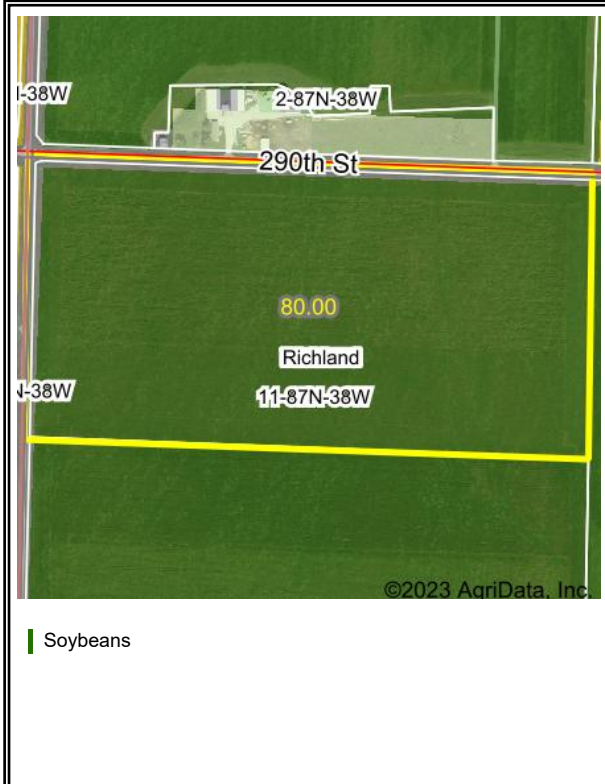 I-38W
2-87N-38W
290th St
80.00
Richland
N-38W
11-87N-38W
©2023 AgriData, Inc.
Soybeans